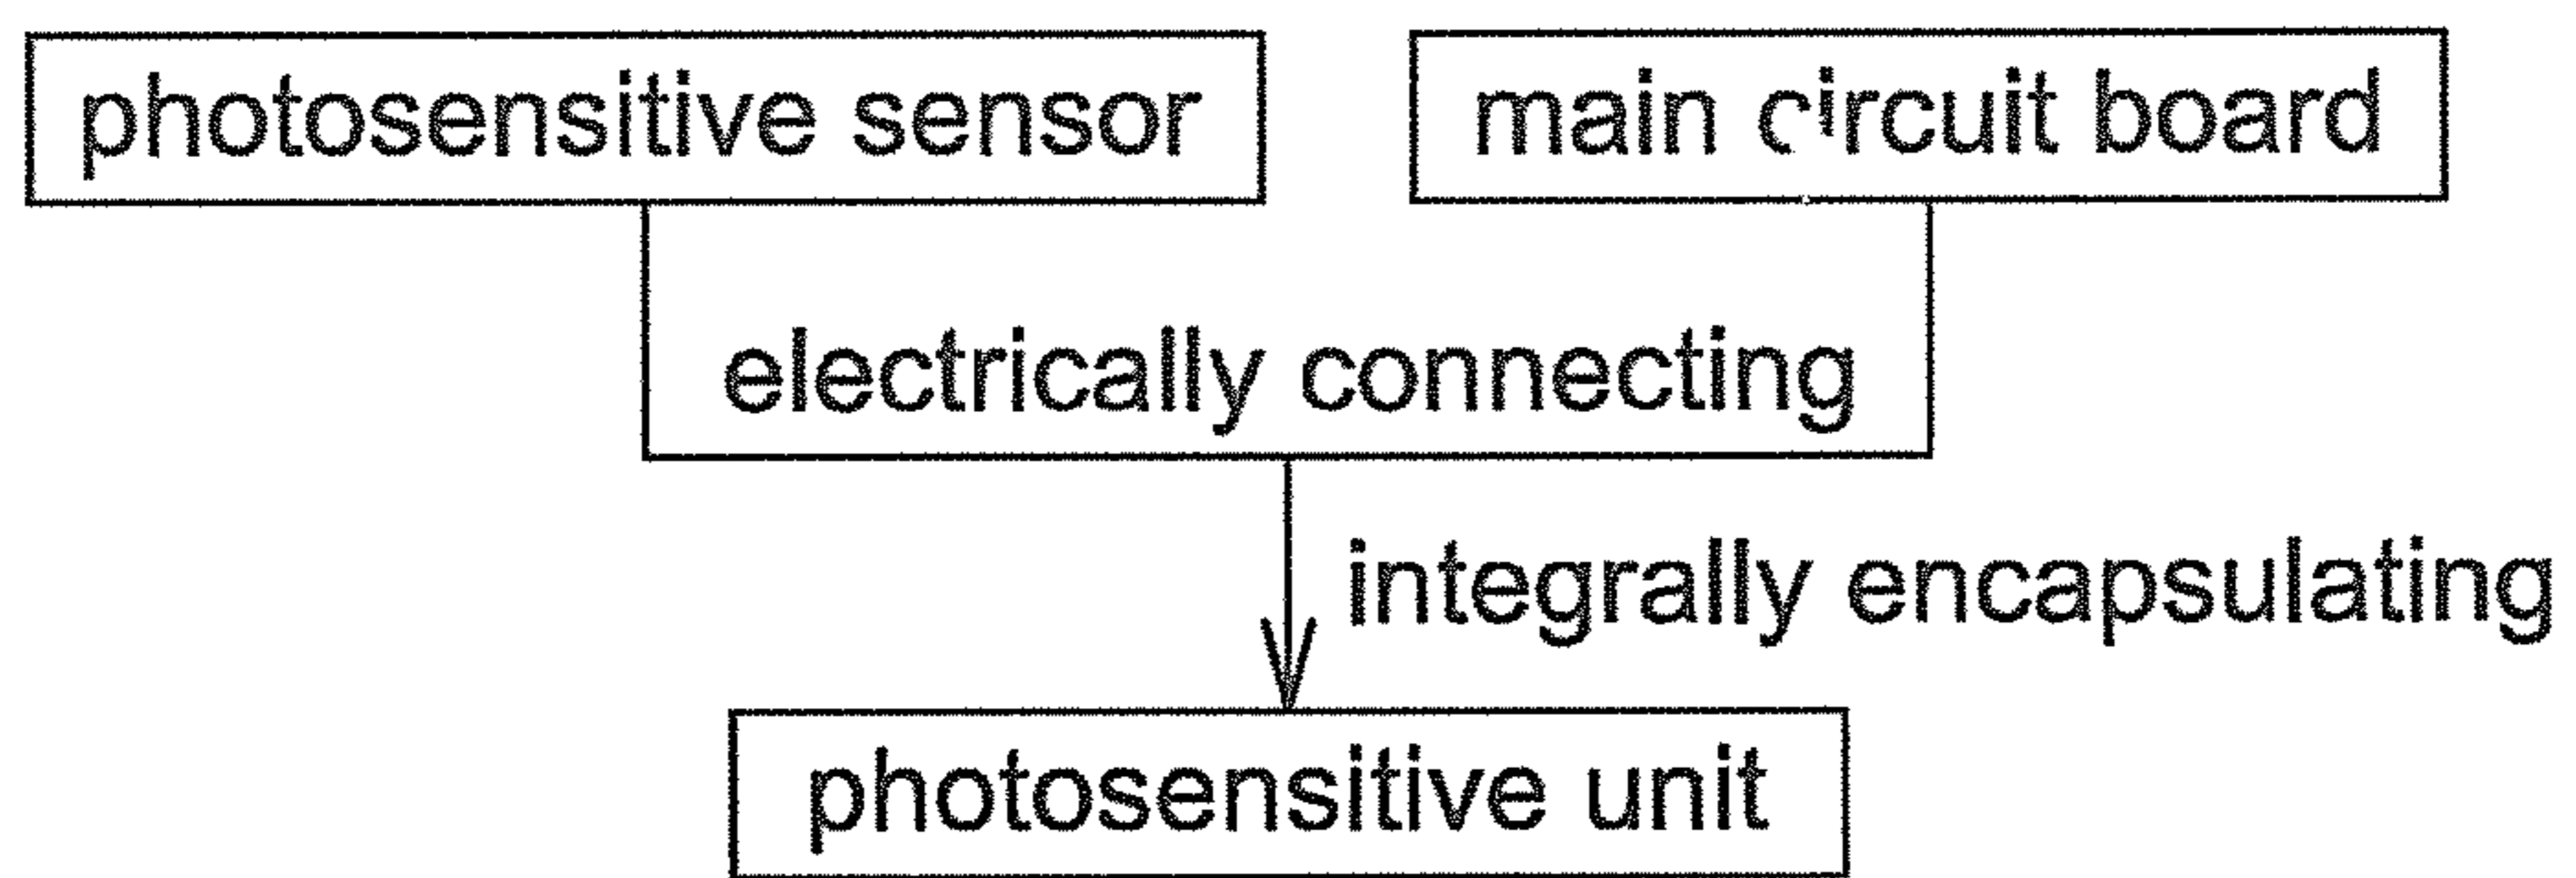 photosensitive sensor
main circuit board
electrically connecting
integrally encapsulating
photosensitive unit